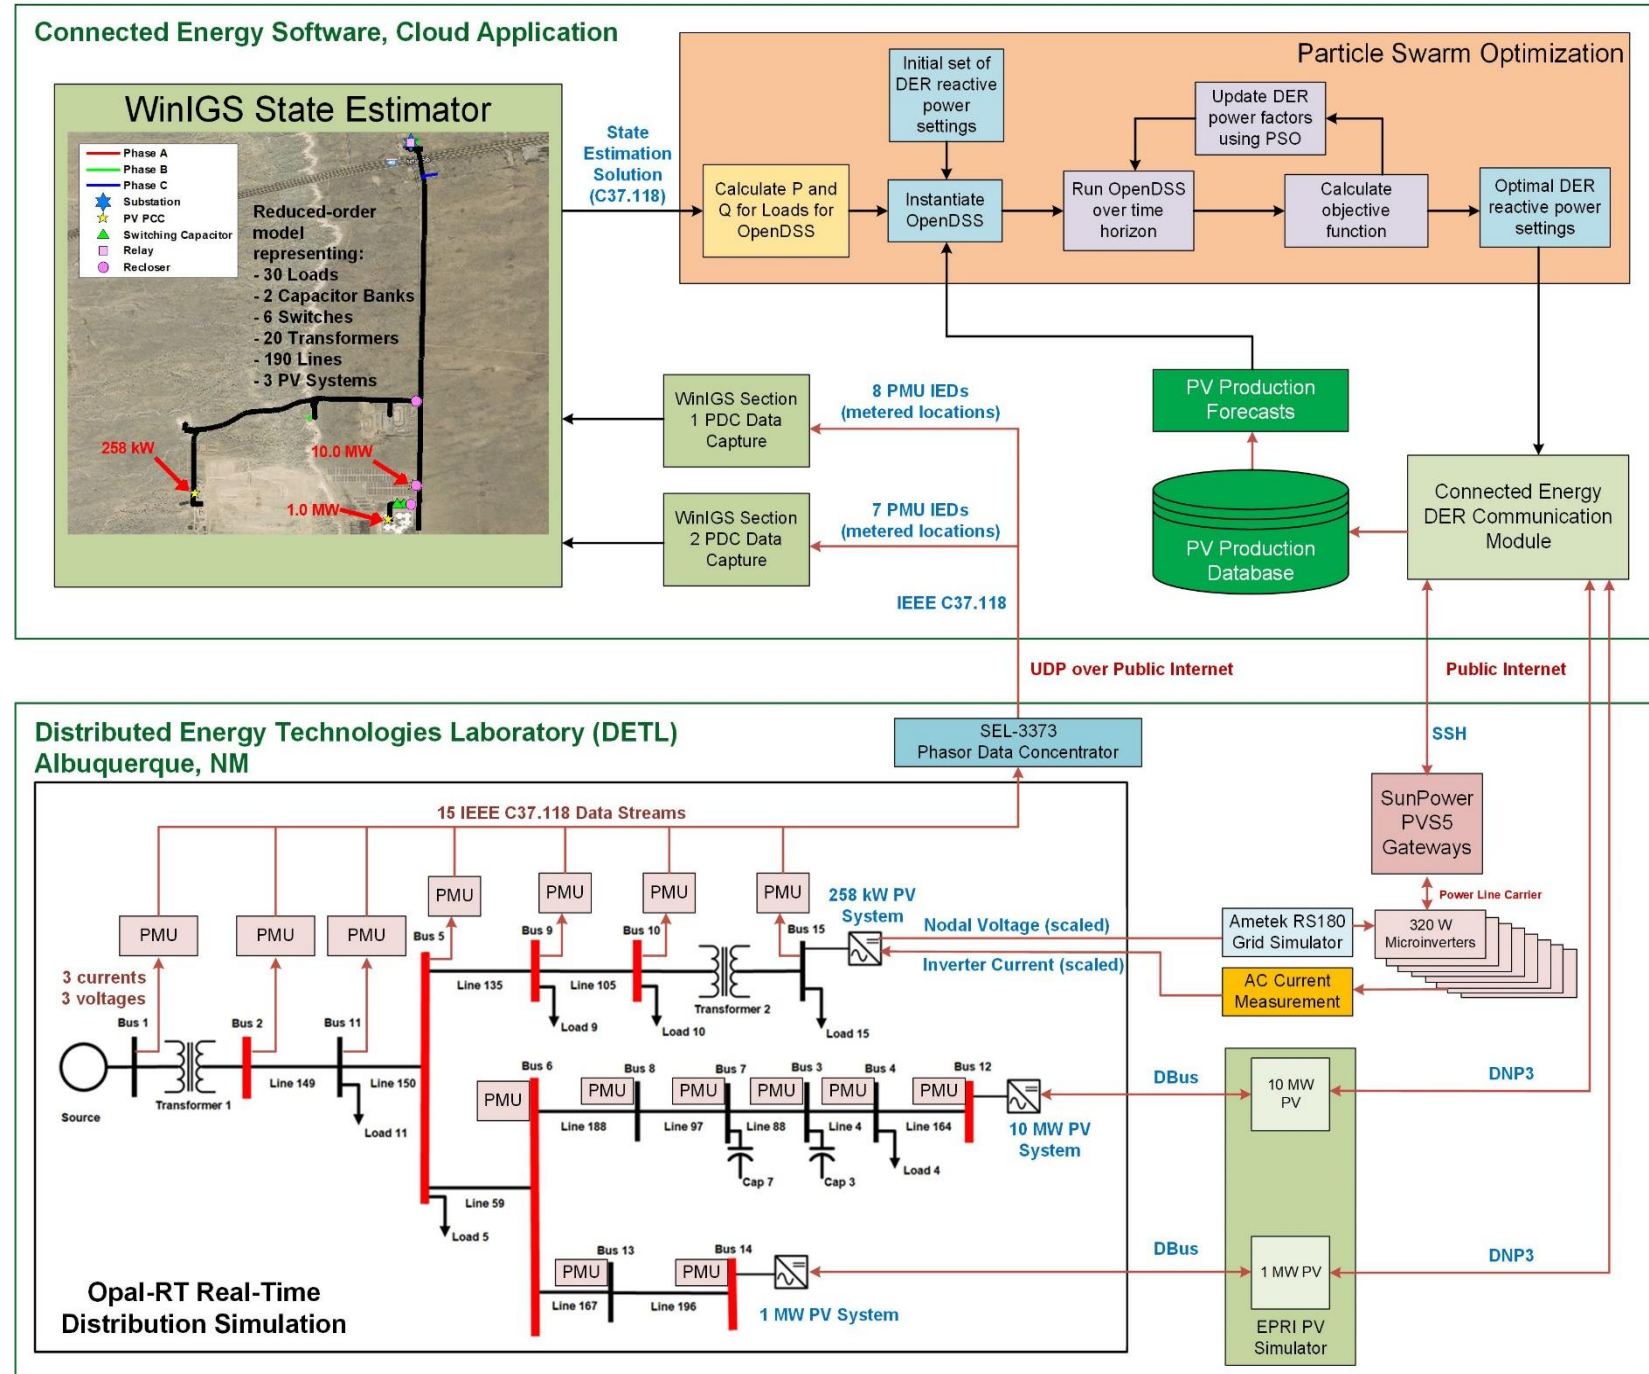 Connected Energy Software, Cloud Application
WinIGS State Estimator
Phase A
Phase B
Phase C
Substation
PV PCC
Switching Capacitor
Relay
Recloser
Reduced-order
model
representing:
- 30 Loads
- 2 Capacitor Banks
- 6 Switches
- 20 Transformers
- 190 Lines
- 3 PV Systems
258 kW
10.0 MW
1.0 MW
State
Estimation
Solution
(C37.118)
Particle Swarm Optimization
Initial set of
DER reactive
power
settings
Update DER
power factors
using PSO
Calculate P and
Q for Loads for
OpenDSS
Instantiate
OpenDSS
Run OpenDSS
over time
horizon
Calculate
objective
function
Optimal DER
reactive power
settings
WinIGS Section
1 PDC Data
Capture
8 PMU IEDs
(metered locations)
WinIGS Section
2 PDC Data
Capture
7 PMU IEDs
(metered locations)
IEEE C37.118
PV Production
Forecasts
PV Production
Database
Connected Energy
DER Communication
Module
UDP over Public Internet
Public Internet
Distributed Energy Technologies Laboratory (DETL)
Albuquerque, NM
SEL-3373
Phasor Data Concentrator
SSH
SunPower
PVS5
Gateways
Power Line Carrier
15 IEEE C37.118 Data Streams
PMU
PMU
PMU
PMU
PMU
PMU
PMU
3 currents
3 voltages
Bus 1
Bus 2
Bus 11
Bus 5
Bus 9
Bus 10
Bus 15
258 kW PV
System
Nodal Voltage (scaled)
Inverter Current (scaled)
Ametek RS180
Grid Simulator
320 W
Microinverters
AC Current
Measurement
Source
Transformer 1
Line 149
Line 150
Load 11
Line 135
Load 9
Line 105
Load 10
Transformer 2
Load 15
Bus 6
PMU
Bus 8
PMU
Bus 7
PMU
Bus 3
PMU
Bus 4
PMU
Bus 12
PMU
Line 188
Line 97
Line 88
Line 4
Line 164
Cap 7
Cap 3
Load 4
10 MW PV
System
DBus
10 MW
PV
DNP3
Line 59
Load 5
Bus 13
PMU
Bus 14
PMU
Line 167
Line 196
1 MW PV System
DBus
1 MW PV
DNP3
EPRI PV
Simulator
Opal-RT Real-Time
Distribution Simulation